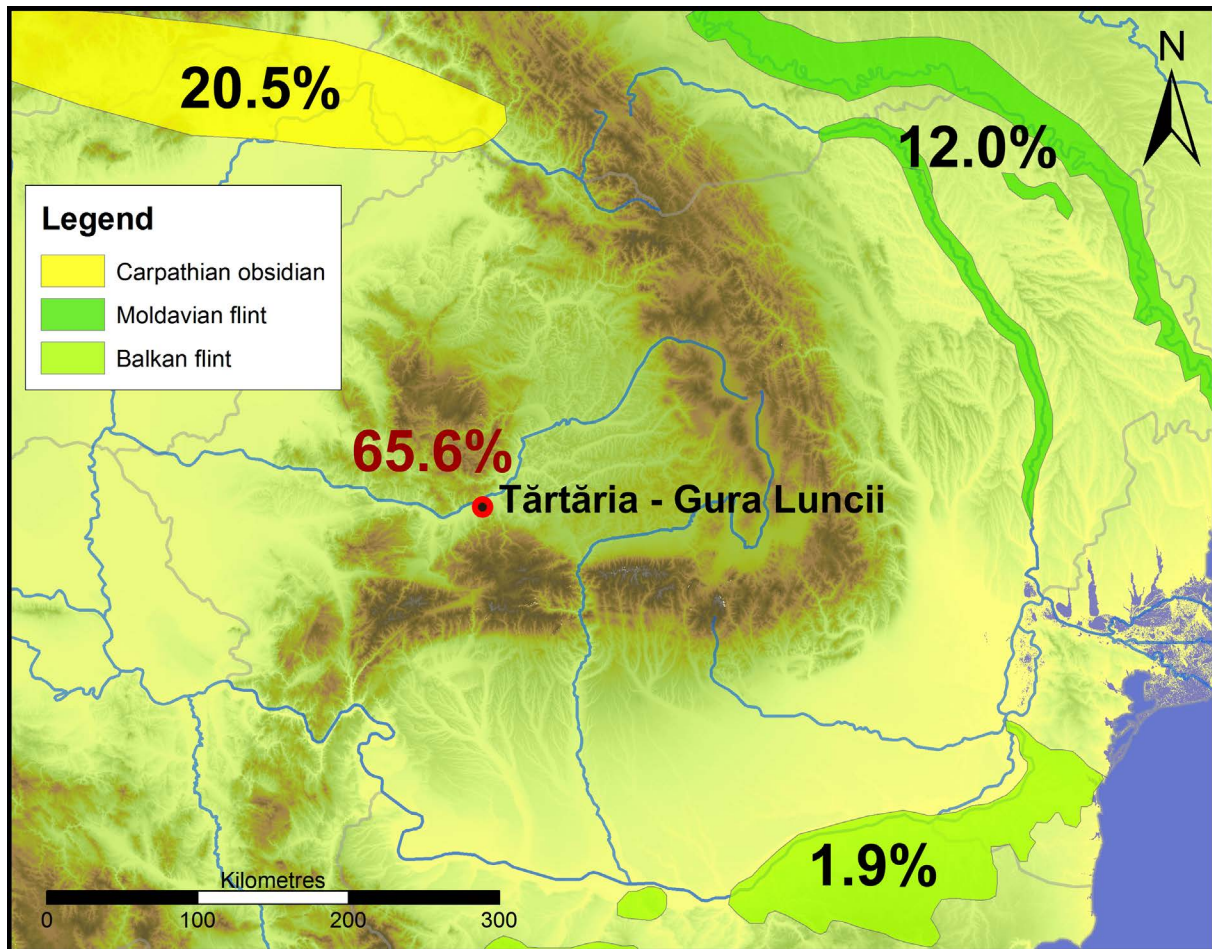 20.5%
N
12.0%
Legend
Carpathian obsidian
Moldavian flint
Balkan flint
65.6%
Tărtăria - Gura Luncii
1.9%
Kilometres
0 100 200 300